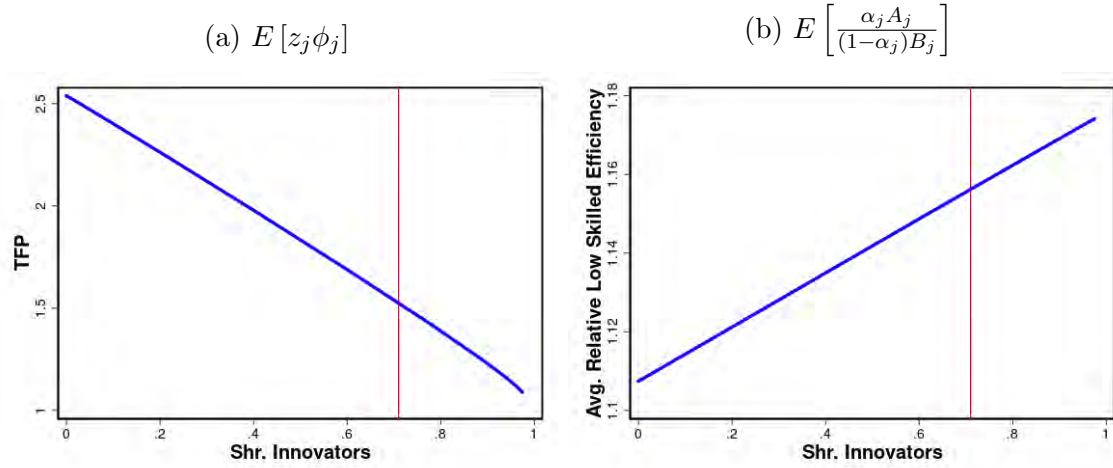 (a) E [z_j ϕ_j]
(b) E [ α_j A_j / (1−α_j)B_j ]
TFP
2.5
2
1.5
1
0 .2 .4 .6 .8 1
Shr. Innovators
Avg. Relative Low Skilled Efficiency
1.18
1.16
1.14
1.12
1.1
0 .2 .4 .6 .8 1
Shr. Innovators